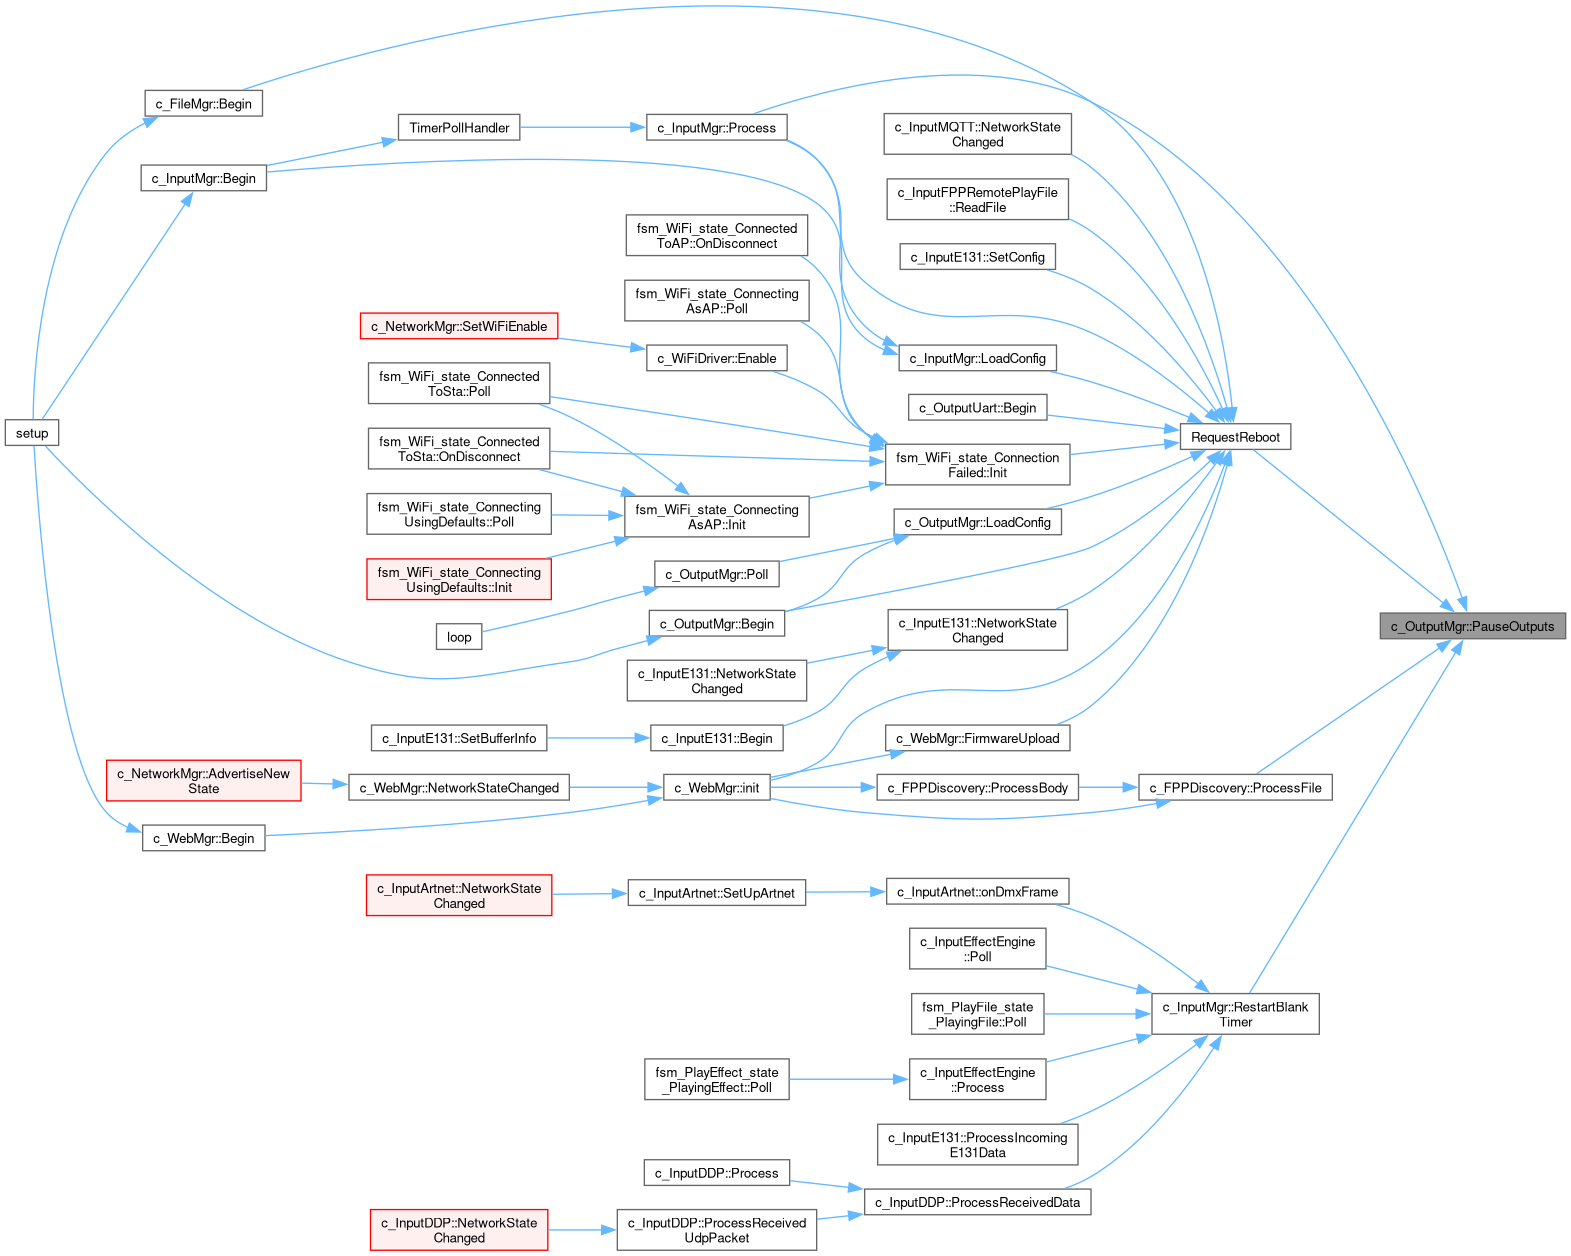 c_FileMgr::Begin
TimerPollHandler
c_InputMgr::Process
c_InputMQTT::NetworkState
Changed
c_InputMgr::Begin
c_InputFPPRemotePlayFile
::ReadFile
fsm_WiFi_state_Connected
ToAP::OnDisconnect
c_InputE131::SetConfig
fsm_WiFi_state_Connecting
AsAP::Poll
c_NetworkMgr::SetWiFiEnable
c_WiFiDriver::Enable
c_InputMgr::LoadConfig
fsm_WiFi_state_Connected
ToSta::Poll
c_OutputUart::Begin
setup
RequestReboot
fsm_WiFi_state_Connected
ToSta::OnDisconnect
fsm_WiFi_state_Connection
Failed::Init
fsm_WiFi_state_Connecting
UsingDefaults::Poll
fsm_WiFi_state_Connecting
AsAP::Init
c_OutputMgr::LoadConfig
fsm_WiFi_state_Connecting
UsingDefaults::Init
c_OutputMgr::Poll
loop
c_OutputMgr::Begin
c_InputE131::NetworkState
Changed
c_OutputMgr::PauseOutputs
c_InputE131::NetworkState
Changed
c_InputE131::SetBufferInfo
c_InputE131::Begin
c_WebMgr::FirmwareUpload
c_NetworkMgr::AdvertiseNew
State
c_WebMgr::NetworkStateChanged
c_WebMgr::init
c_FPPDiscovery::ProcessBody
c_FPPDiscovery::ProcessFile
c_WebMgr::Begin
c_InputArtnet::NetworkState
Changed
c_InputArtnet::SetUpArtnet
c_InputArtnet::onDmxFrame
c_InputEffectEngine
::Poll
fsm_PlayFile_state
_PlayingFile::Poll
c_InputMgr::RestartBlank
Timer
fsm_PlayEffect_state
_PlayingEffect::Poll
c_InputEffectEngine
::Process
c_InputE131::ProcessIncoming
E131Data
c_InputDDP::Process
c_InputDDP::ProcessReceivedData
c_InputDDP::NetworkState
Changed
c_InputDDP::ProcessReceived
UdpPacket